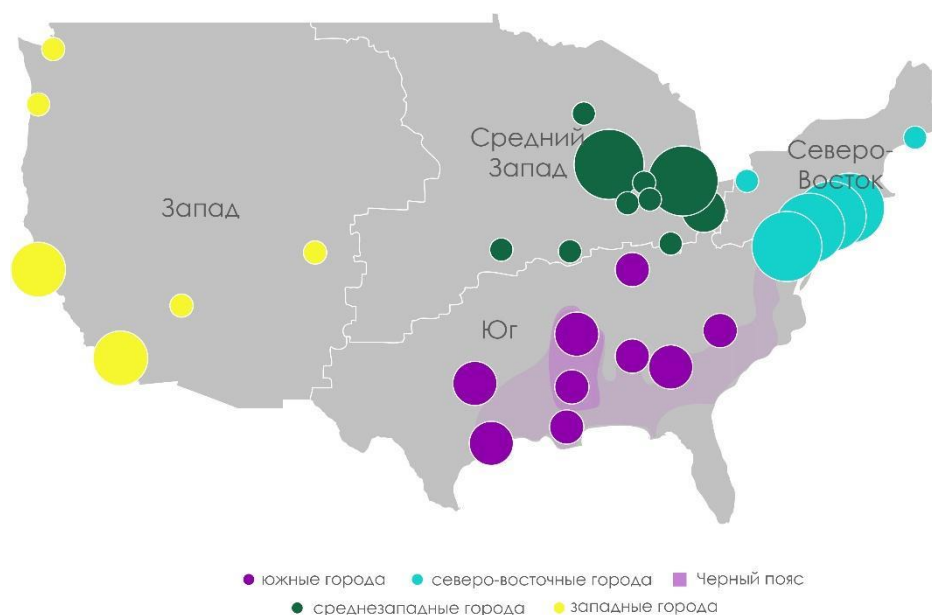 Средний
Запад
Северо-
Восток
Запад
Юг
южные города
северо-восточные города
Черный пояс
среднезападные города
западные города